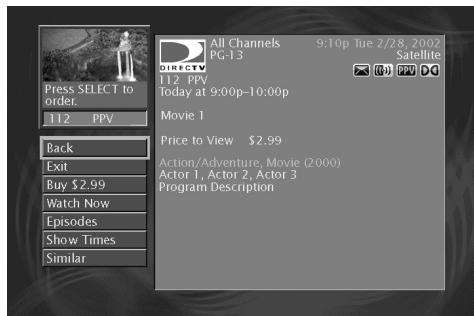 Press SELECT to
order.
112 PPV
Back
Exit
Buy $2.99
Watch Now
Episodes
Show Times
Similar
DIRECTV
All Channels 9:10p Tue 2/28, 2002
PG-13 Satellite
PPV
112 PPV
Today at 9:00p–10:00p
Movie 1
Price to View $2.99
Action/Adventure, Movie (2000)
Actor 1, Actor 2, Actor 3
Program Description